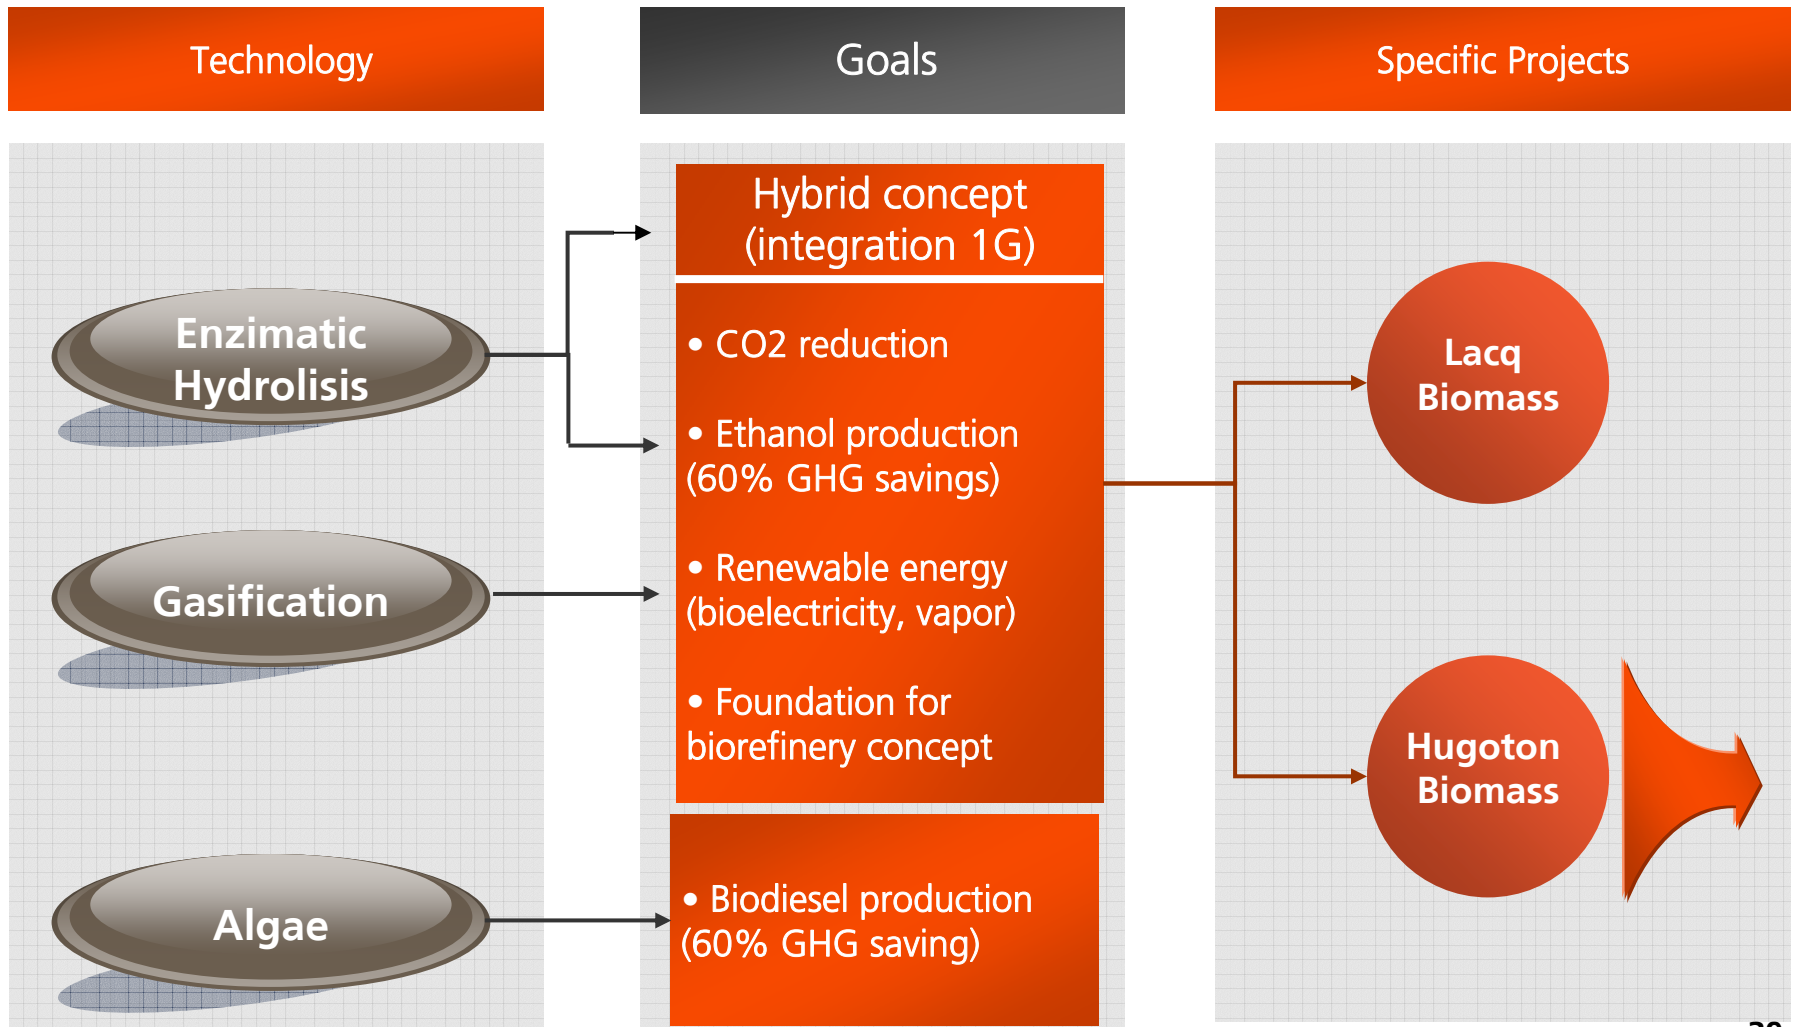 Technology
Goals
Specific Projects
Hybrid concept
(integration 1G)
Enzimatic
Hydrolisis
• CO2 reduction
• Ethanol production
(60% GHG savings)
Lacq
Biomass
Gasification
• Renewable energy
(bioelectricity, vapor)
• Foundation for
biorefinery concept
Hugoton
Biomass
Algae
• Biodiesel production
(60% GHG saving)